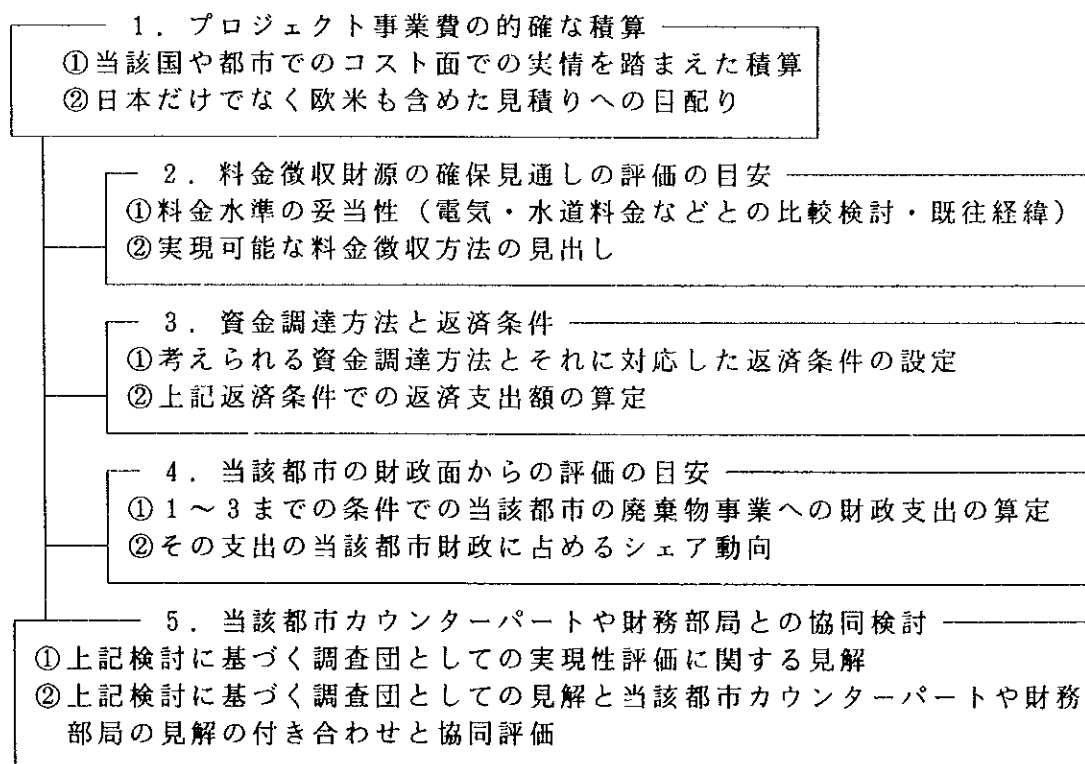 1．プロジェクト事業費の的確な積算
①当該国や都市でのコスト面での実情を踏まえた積算
②日本だけでなく欧米も含めた見積りへの目配り
2．料金徴収財源の確保見通しの評価の目安
①料金水準の妥当性（電気・水道料金などとの比較検討・既往経緯）
②実現可能な料金徴収方法の見出し
3．資金調達方法と返済条件
①考えられる資金調達方法とそれに対応した返済条件の設定
②上記返済条件での返済支出額の算定
4．当該都市の財政面からの評価の目安
①1～3までの条件での当該都市の廃棄物事業への財政支出の算定
②その支出の当該都市財政に占めるシェア動向
5．当該都市カウンターパートや財務部局との協同検討
①上記検討に基づく調査団としての実現性評価に関する見解
②上記検討に基づく調査団としての見解と当該都市カウンターパートや財務
部局の見解の付き合わせと協同評価